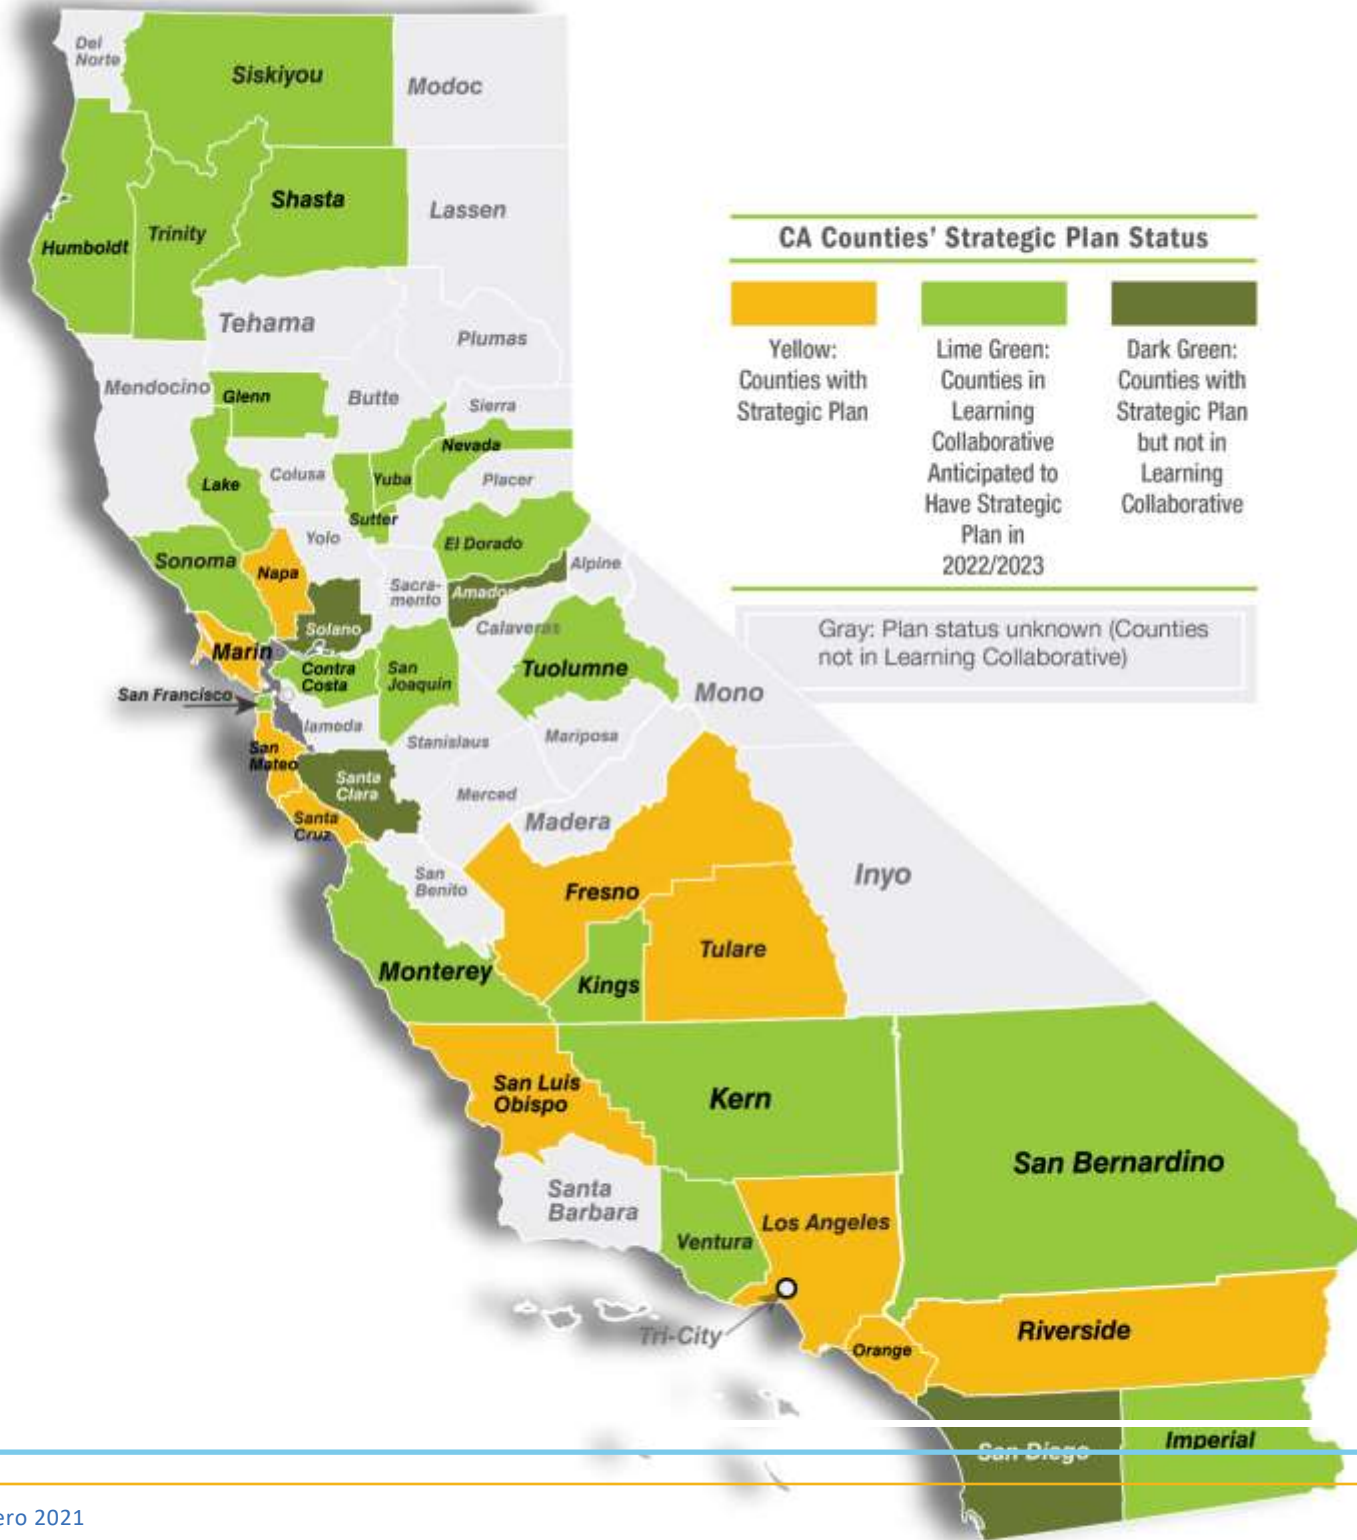 Del
Norte
Siskiyou
Modoc
Shasta
Lassen
Trinity
Humboldt
CA Counties' Strategic Plan Status
Yellow:
Counties with
Strategic Plan
Lime Green:
Counties in
Learning
Collaborative
Anticipated to
Have Strategic
Plan in
2022/2023
Dark Green:
Counties with
Strategic Plan
but not in
Learning
Collaborative
Gray: Plan status unknown (Counties
not in Learning Collaborative)
Tehama
Plumas
Mendocino
Glenn
Butte
Sierra
Nevada
Colusa
Yuba
Placer
Lake
Sutter
Yolo
El Dorado
Sonoma
Napa
Alpine
Sacra-
mento
Amador
Solano
Calaveras
Marin
Contra
Costa
San
Joaquin
Tuolumne
San Francisco
Mono
lameda
Stanislaus
Mariposa
San
Mateo
Santa
Clara
Merced
Madera
Santa
Cruz
San
Benito
Inyo
Fresno
Tulare
Monterey
Kings
San Luis
Obispo
Kern
San Bernardino
Santa
Barbara
Los Angeles
Ventura
Tri-City
Orange
Riverside
Imperial
San Diego
ero 2021